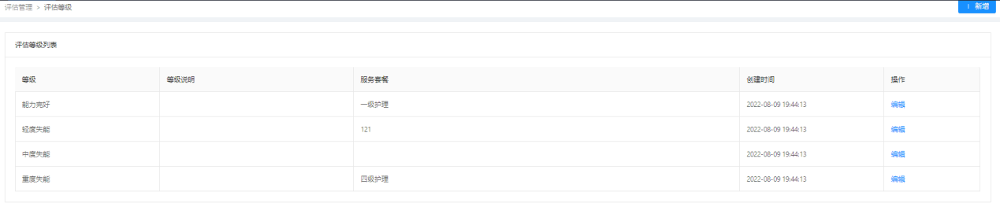 评估管理 > 评估等级
新增
评估等级列表
等级 等级说明 服务套餐 创建时间 操作
能力完好 一级护理 2022-08-09 19:44:13 编辑
轻度失能 121 2022-08-09 19:44:13 编辑
中度失能 2022-08-09 19:44:13 编辑
重度失能 四级护理 2022-08-09 19:44:13 编辑